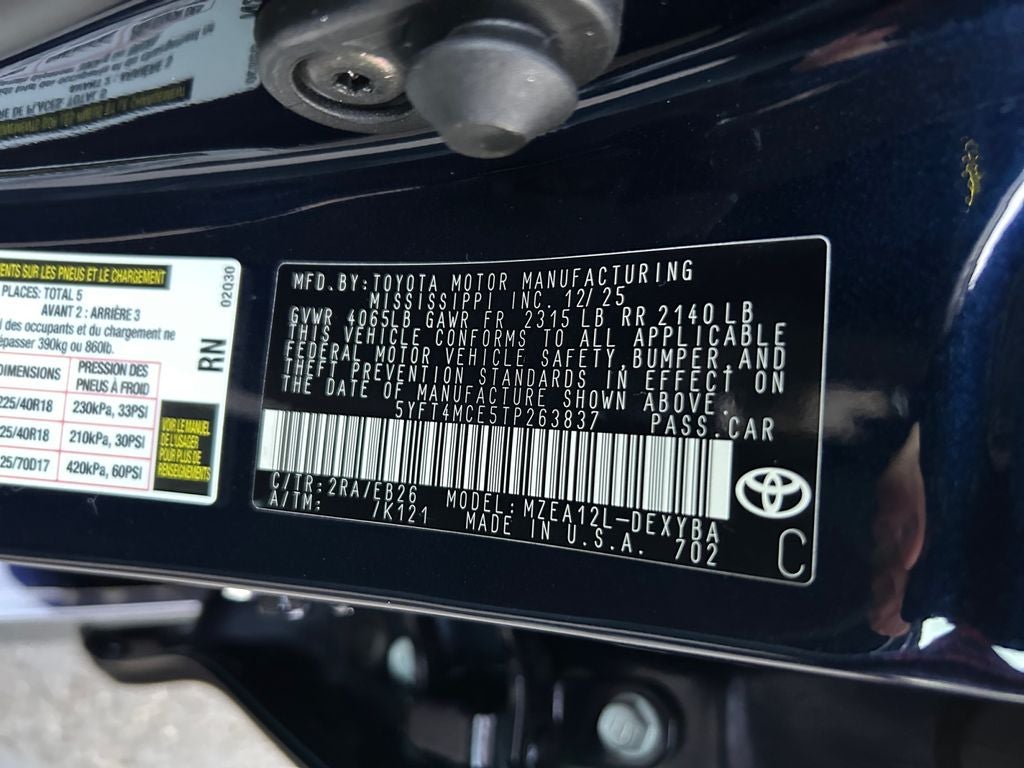 ENTS SUR LES PNEUS ET LE CHARGEMENT
PLACES: TOTAL 5
AVANT 2 : ARRIÈRE 3
des occupants et du chargement ne
épasser 390kg ou 860lb.
DIMENSIONS PRESSION DES PNEUS À FROID
225/40R18 230kPa, 33PSI
25/40R18 210kPa, 30PSI
25/70D17 420kPa, 60PSI
VOIR LE MANUEL
DE L'USAGER
POUR PLUS DE
RENSEIGNEMENTS
02Q30
RN
MFD.BY:TOYOTA MOTOR MANUFACTURING
MISSISSIPPI INC. 12/25
GVWR 4065LB GAWR FR 2315 LB RR 2140 LB
THIS VEHICLE CONFORMS TO ALL APPLICABLE
FEDERAL MOTOR VEHICLE SAFETY,BUMPER,AND
THEFT PREVENTION STANDARDS IN EFFECT ON
THE DATE OF MANUFACTURE SHOWN ABOVE.
5YFT4MCE5TP263837 PASS.CAR
C/TR:2RA/EB26 MODEL:MZEA12L-DEXYBA
A/TM: 7K121 MADE IN U.S.A. 702
C